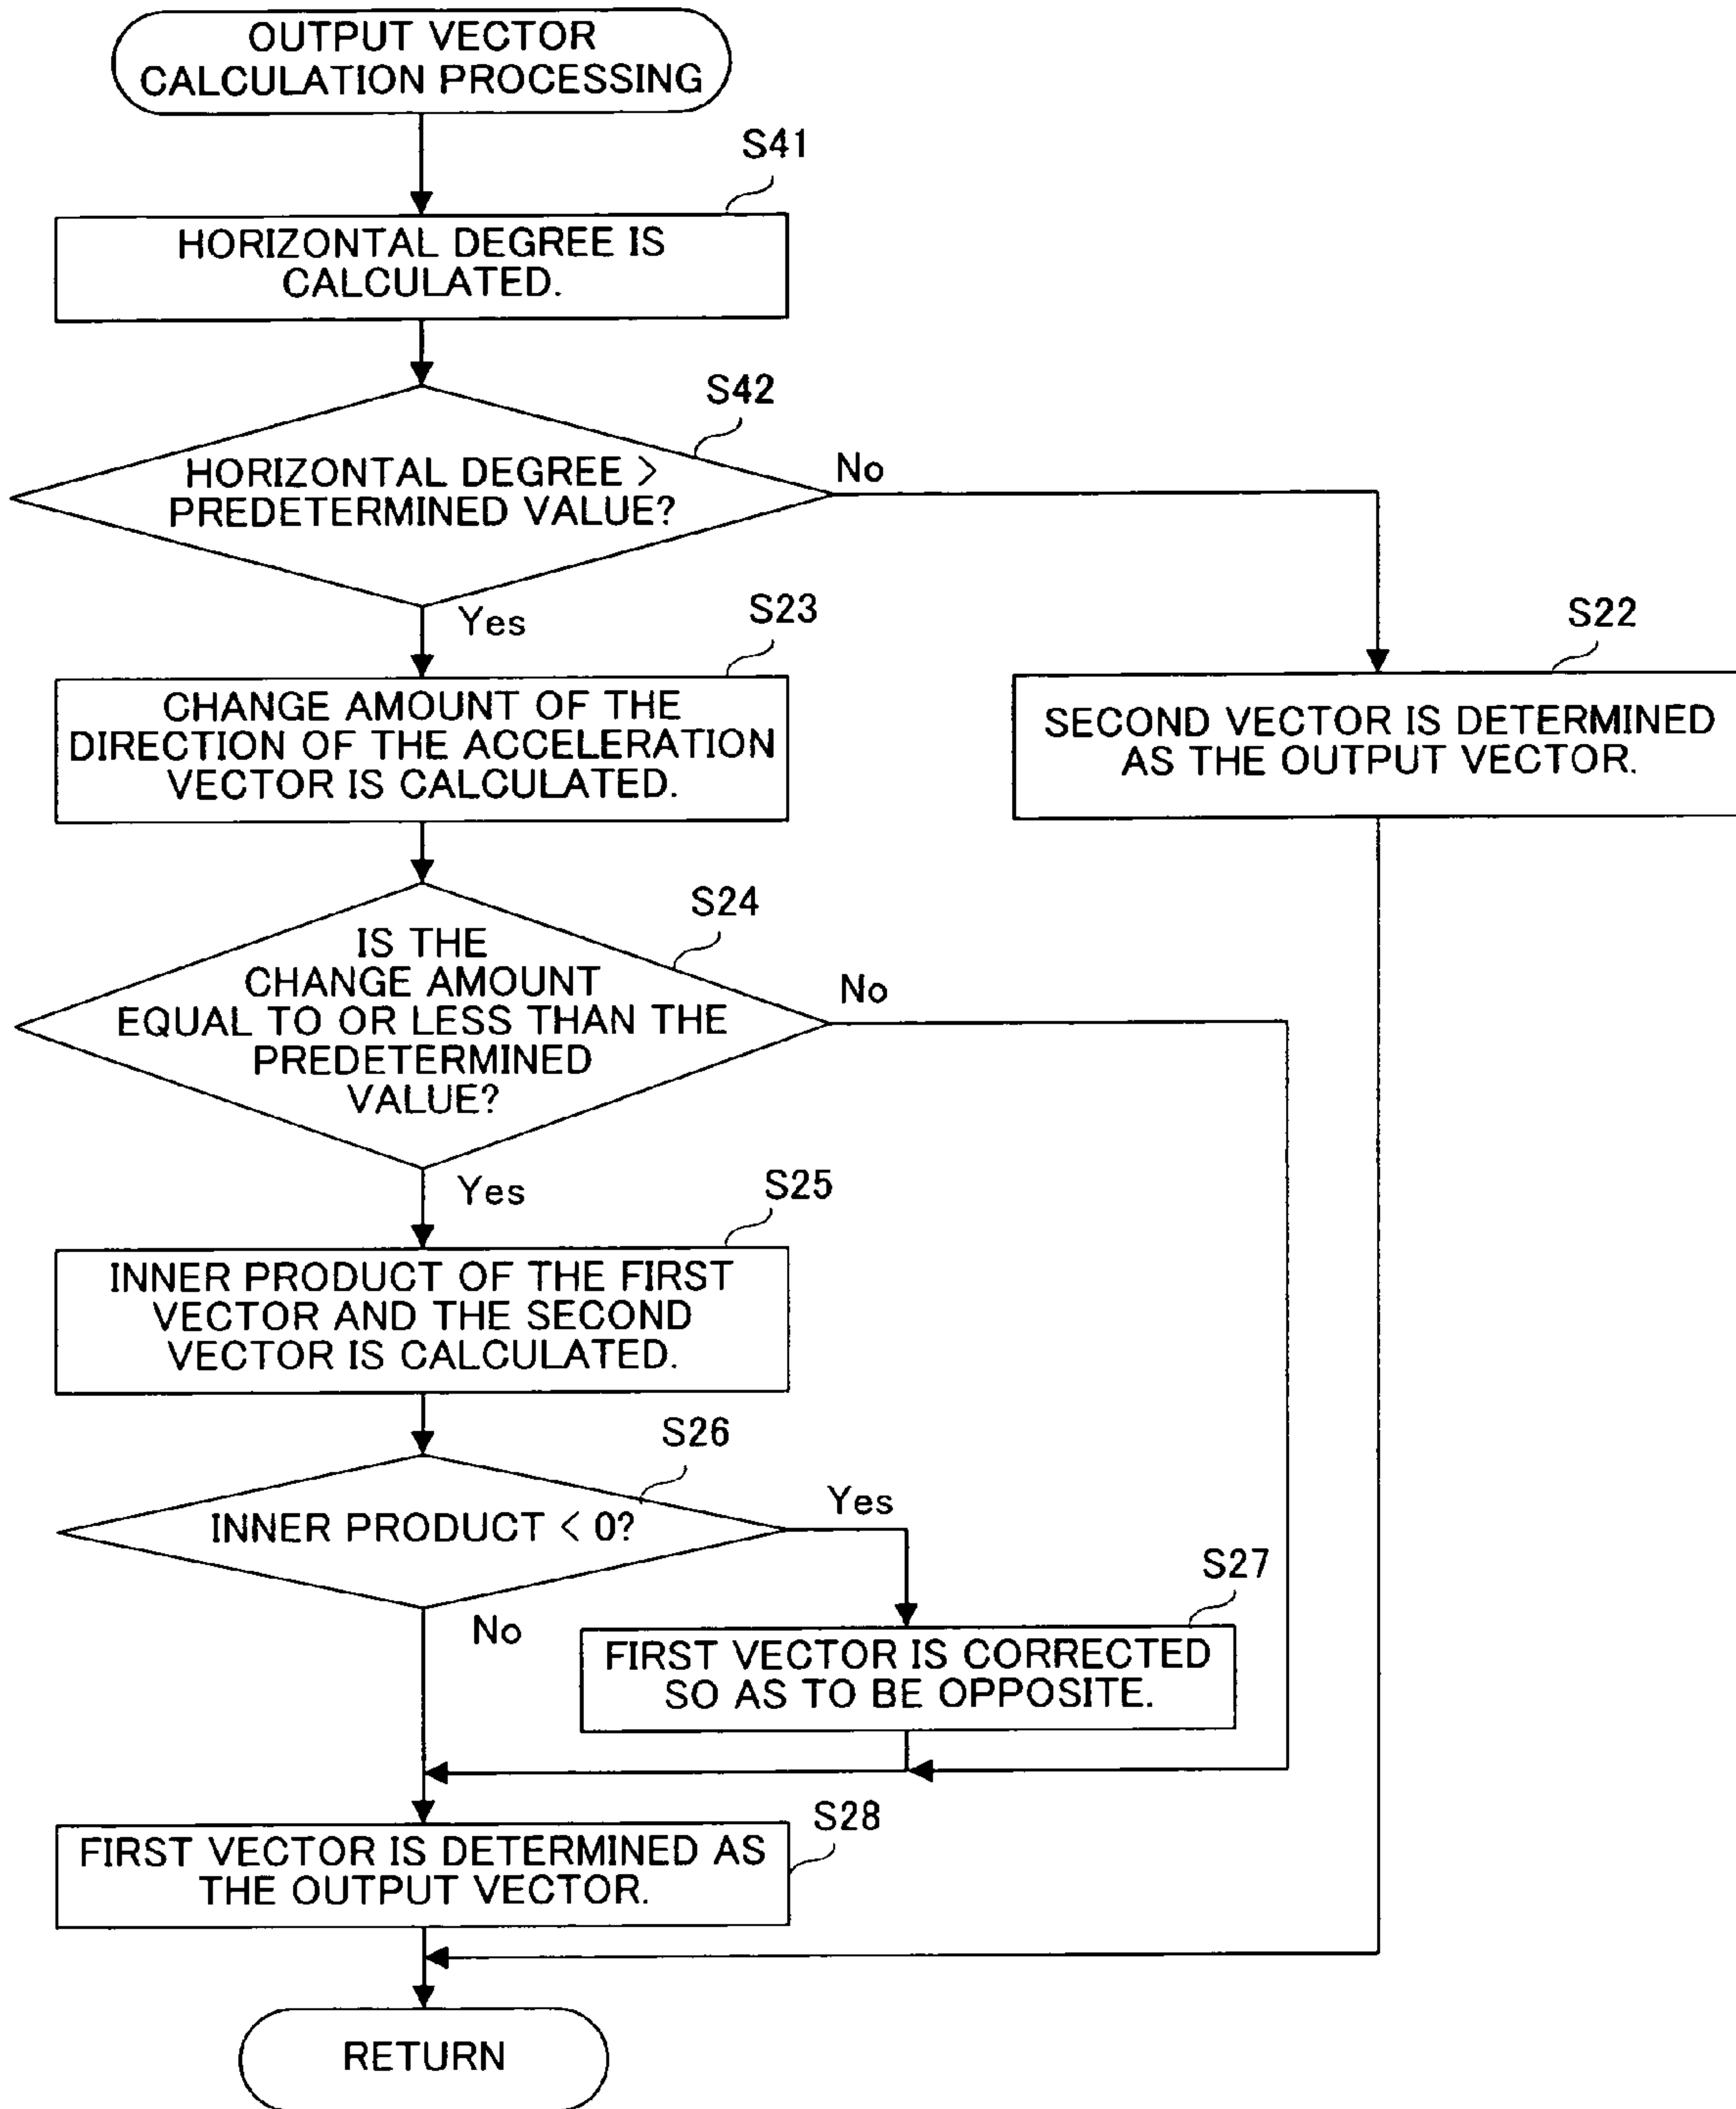 OUTPUT VECTOR
CALCULATION PROCESSING
S41
HORIZONTAL DEGREE IS
CALCULATED.
S42
HORIZONTAL DEGREE >
PREDETERMINED VALUE?
No
Yes
S23
CHANGE AMOUNT OF THE
DIRECTION OF THE ACCELERATION
VECTOR IS CALCULATED.
S22
SECOND VECTOR IS DETERMINED
AS THE OUTPUT VECTOR.
S24
IS THE
CHANGE AMOUNT
EQUAL TO OR LESS THAN THE
PREDETERMINED
VALUE?
No
Yes
S25
INNER PRODUCT OF THE FIRST
VECTOR AND THE SECOND
VECTOR IS CALCULATED.
S26
INNER PRODUCT < 0?
Yes
No
S27
FIRST VECTOR IS CORRECTED
SO AS TO BE OPPOSITE.
S28
FIRST VECTOR IS DETERMINED AS
THE OUTPUT VECTOR.
RETURN